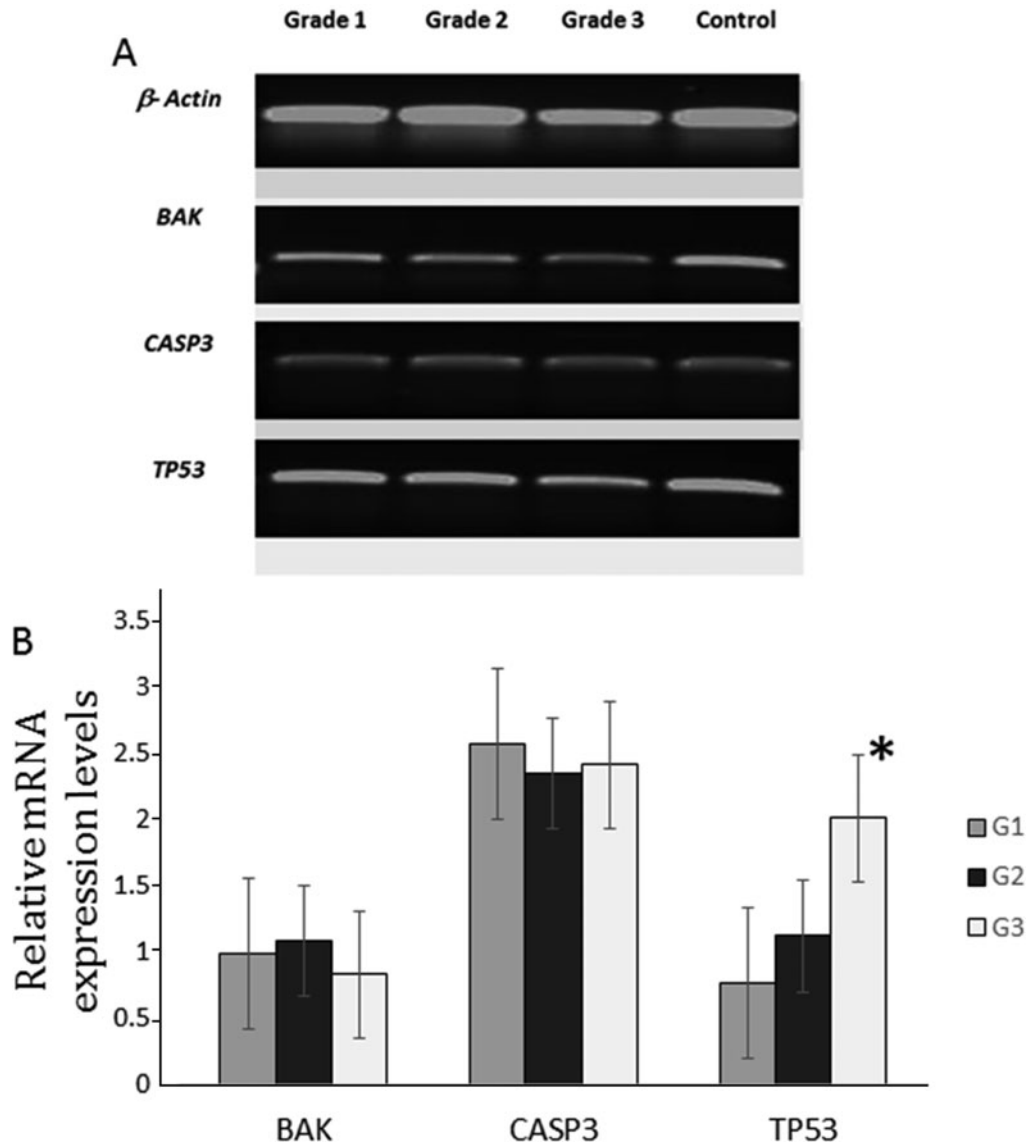 Grade 1 Grade 2 Grade 3 Control
A
β- Actin
BAK
CASP3
TP53
B
Relative mRNA
expression levels
3.5
3
2.5
2
1.5
1
0.5
0
*
G1
G2
G3
BAK CASP3 TP53